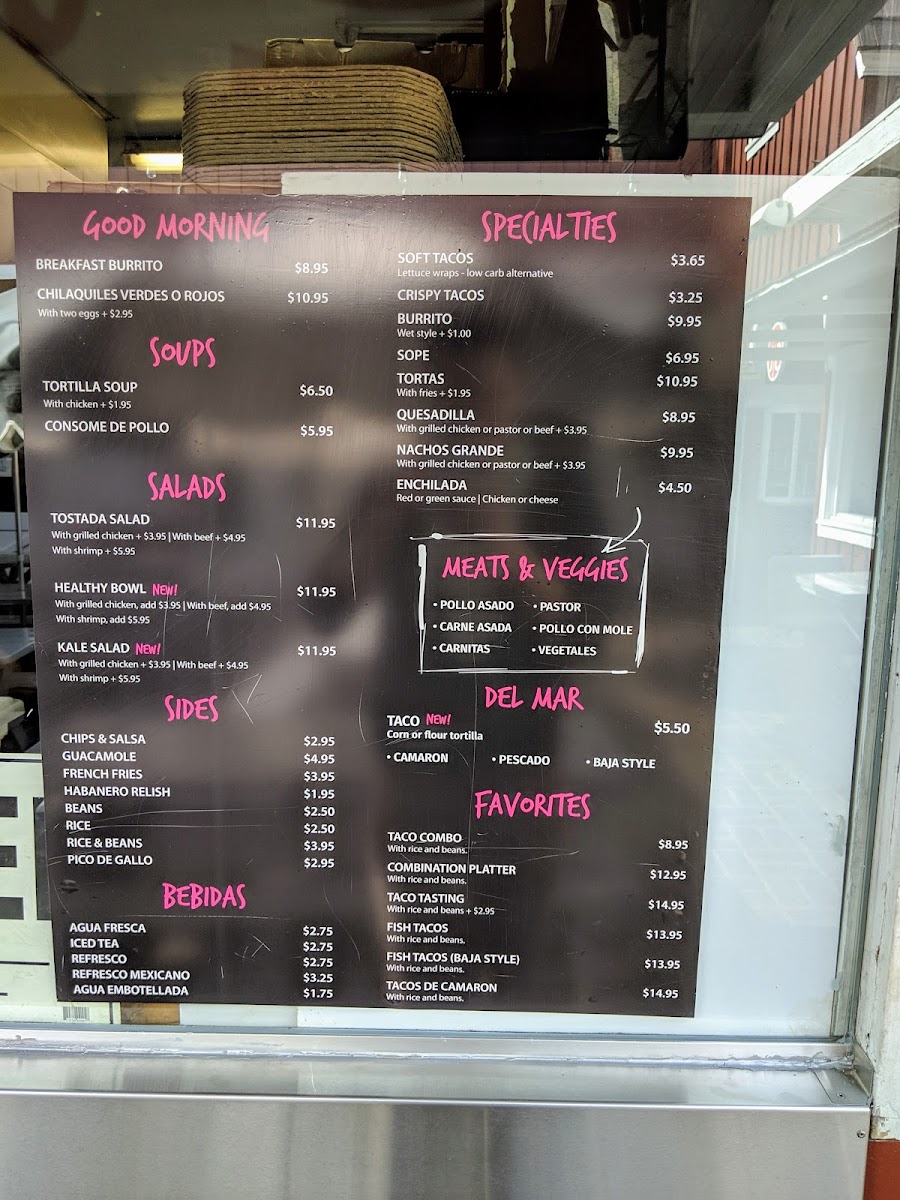 GOOD MORNING
BREAKFAST BURRITO $8.95
CHILAQUILES VERDES O ROJOS $10.95
With two eggs + $2.95
SOUPS
TORTILLA SOUP $6.50
With chicken + $1.95
CONSOME DE POLLO $5.95
SALADS
TOSTADA SALAD $11.95
With grilled chicken + $3.95 | With beef + $4.95
With shrimp + $5.95
HEALTHY BOWL NEW! $11.95
With grilled chicken, add $3.95 | With beef, add $4.95
With shrimp, add $5.95
KALE SALAD NEW! $11.95
With grilled chicken + $3.95 | With beef + $4.95
With shrimp + $5.95
SIDES
CHIPS & SALSA $2.95
GUACAMOLE $4.95
FRENCH FRIES $3.95
HABANERO RELISH $1.95
BEANS $2.50
RICE $2.50
RICE & BEANS $3.95
PICO DE GALLO $2.95
BEBIDAS
AGUA FRESCA $2.75
ICED TEA $2.75
REFRESCO $2.75
REFRESCO MEXICANO $3.25
AGUA EMBOTELLADA $1.75
SPECIALTIES
SOFT TACOS $3.65
Lettuce wraps - low carb alternative
CRISPY TACOS $3.25
BURRITO $9.95
Wet style + $1.00
SOPE $6.95
TORTAS $10.95
With fries + $1.95
QUESADILLA $8.95
With grilled chicken or pastor or beef + $3.95
NACHOS GRANDE $9.95
With grilled chicken or pastor or beef + $3.95
ENCHILADA $4.50
Red or green sauce | Chicken or cheese
MEATS & VEGGIES
• POLLO ASADO • PASTOR
• CARNE ASADA • POLLO CON MOLE
• CARNITAS • VEGETALES
DEL MAR
TACO NEW! $5.50
Corn or flour tortilla
• CAMARON • PESCADO • BAJA STYLE
FAVORITES
TACO COMBO $8.95
With rice and beans.
COMBINATION PLATTER $12.95
With rice and beans.
TACO TASTING $14.95
With rice and beans + $2.95
FISH TACOS $13.95
With rice and beans.
FISH TACOS (BAJA STYLE) $13.95
With rice and beans.
TACOS DE CAMARON $14.95
With rice and beans.